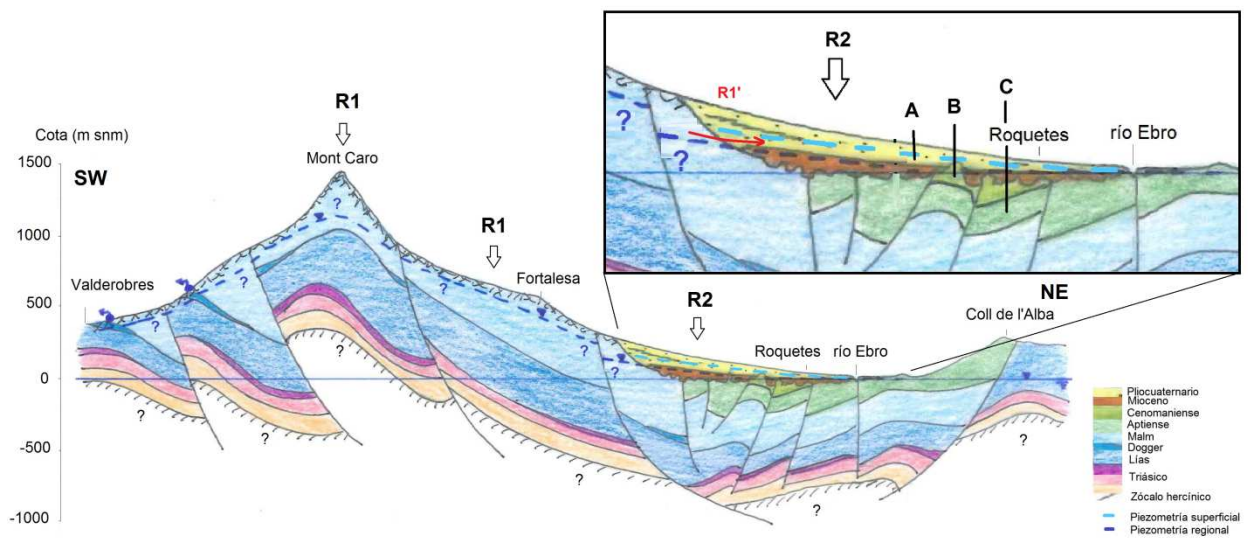 R2
R1'
C
B
A
?
?
Roquetes
río Ebro
R1
Cota (m snm)
Mont Caro
1500
SW
?
1000
?
R1
Valderobres
?
?
Fortalesa
R2
NE
Coll de l'Alba
500
?
?
?
Roquetes
río Ebro
0
?
?
?
?
-500
?
?
-1000
Pliocuaternario
Mioceno
Cenomaniense
Aptiense
Malm
Dogger
Lías
Triásico
Zócalo hercínico
Piezometría superficial
Piezometría regional